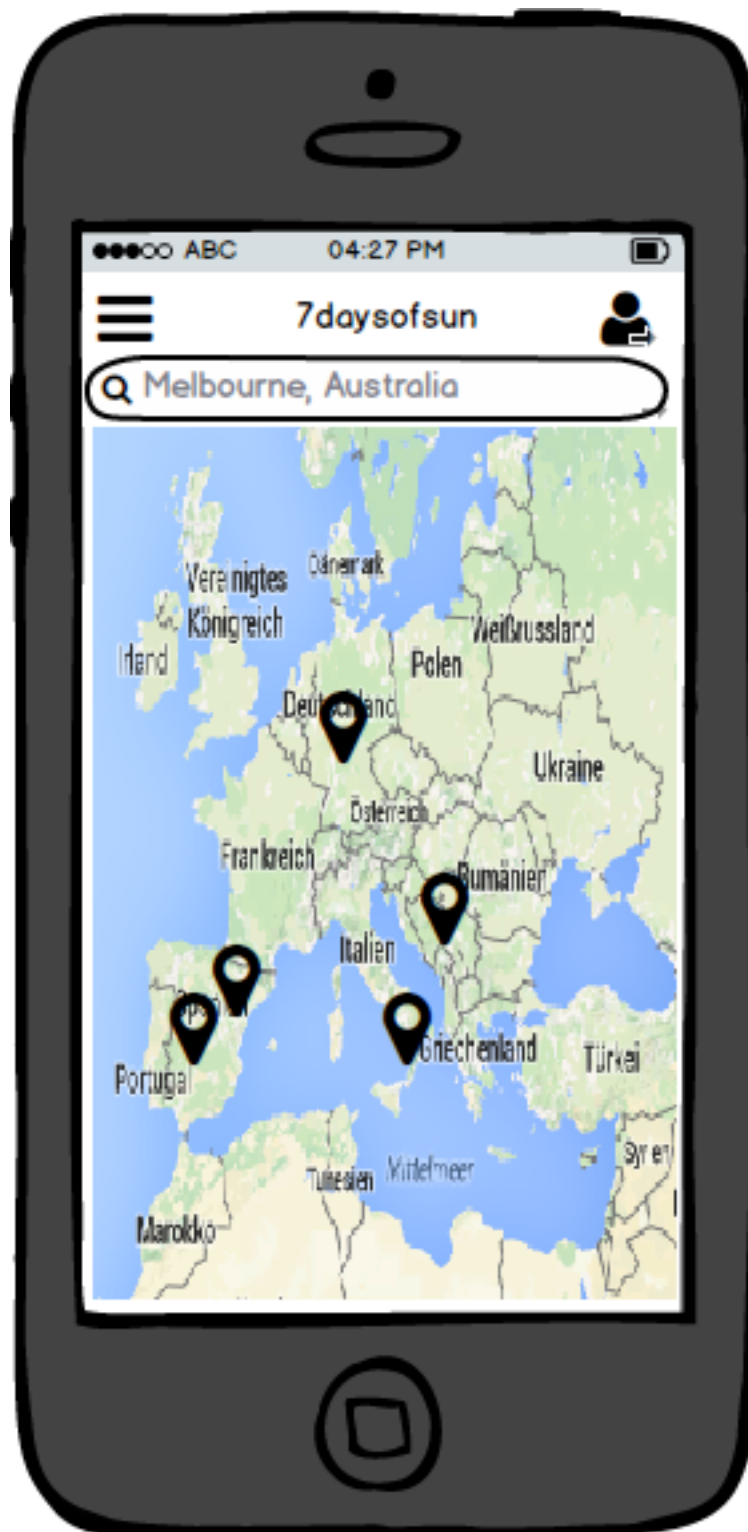 ABC 04:27 PM
7daysofsun
Melbourne, Australia
Dänemark
Vereinigtes
Königreich
Irland
Weißrussland
Polen
Deutschland
Ukraine
Österreich
Frankreich
Rumänien
Italien
Griechenland
Türkei
Portugal
Syrien
Tunesien
Mittelmeer
Marokko